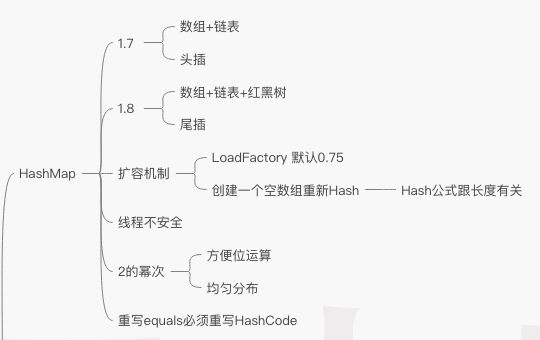 HashMap
1.7
数组+链表
头插
1.8
数组+链表+红黑树
尾插
扩容机制
LoadFactory 默认0.75
创建一个空数组重新Hash
Hash公式跟长度有关
线程不安全
2的幂次
方便位运算
均匀分布
重写equals必须重写HashCode